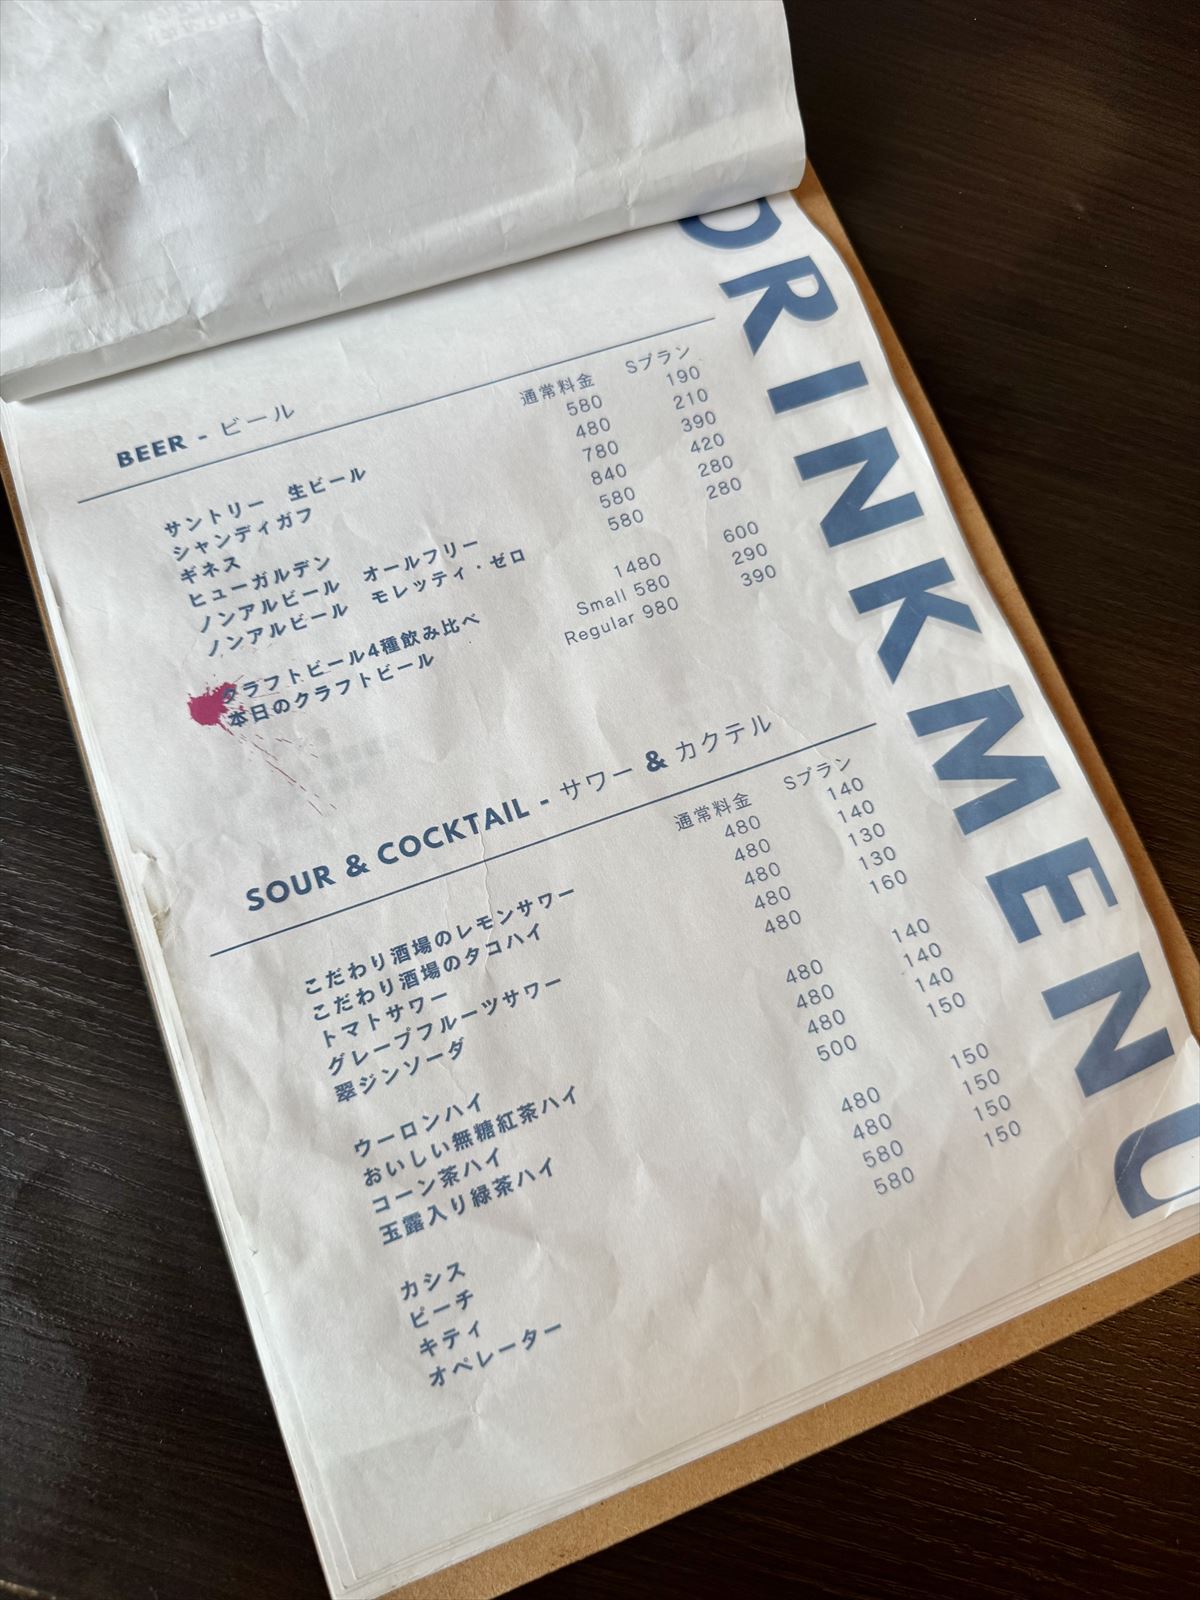 DRINK MENU
BEER - ビール
通常料金 Sプラン
サントリー 生ビール 580 190
シャンディガフ 480 210
ギネス 780 390
ヒューガルデン 840 420
ノンアルビール オールフリー 580 280
ノンアルビール モレッティ・ゼロ 580 280
クラフトビール4種飲み比べ 1480 600
本日のクラフトビール Small 580 290
Regular 980 390
SOUR & COCKTAIL - サワー & カクテル
通常料金 Sプラン
こだわり酒場のレモンサワー 480 140
こだわり酒場のタコハイ 480 140
トマトサワー 480 130
グレープフルーツサワー 480 130
翠ジンソーダ 480 160
ウーロンハイ 480 140
おいしい無糖紅茶ハイ 480 140
コーン茶ハイ 480 140
玉露入り緑茶ハイ 500 150
カシス 480 150
ピーチ 480 150
キティ 580 150
オペレーター 580 150